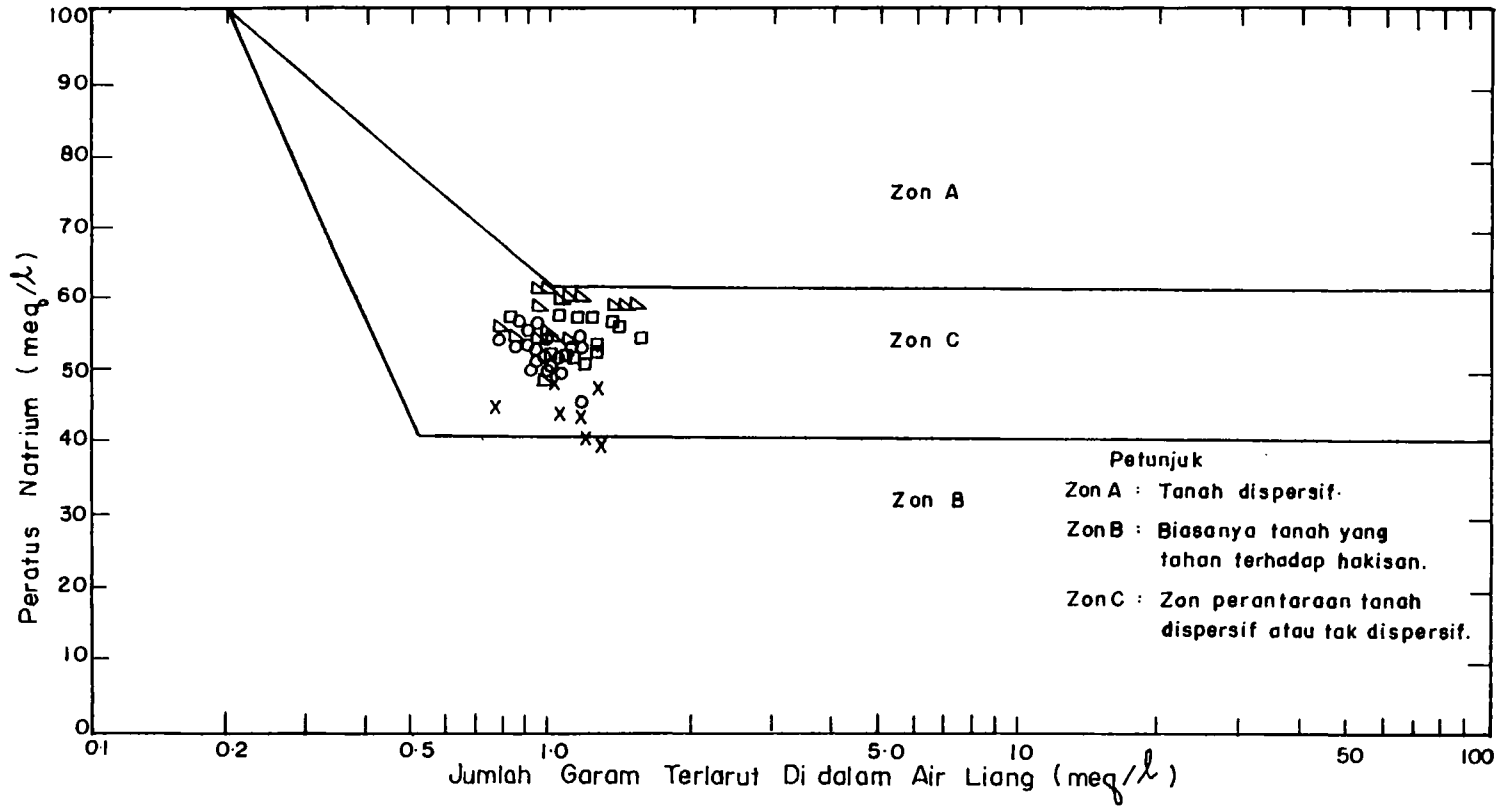 100
90
80
70
60
50
40
30
20
10
0
Peratus Natrium (meq/l)
Zon A
Zon C
Zon B
Petunjuk
Zon A : Tanah dispersif.
Zon B : Biasanya tanah yang
tahan terhadap hakisan.
Zon C : Zon perantaraan tanah
dispersif atau tak dispersif.
0.1 0.2 0.5 1.0 5.0 10 50 100
Jumlah Garam Terlarut Di dalam Air Liang (meq/l)